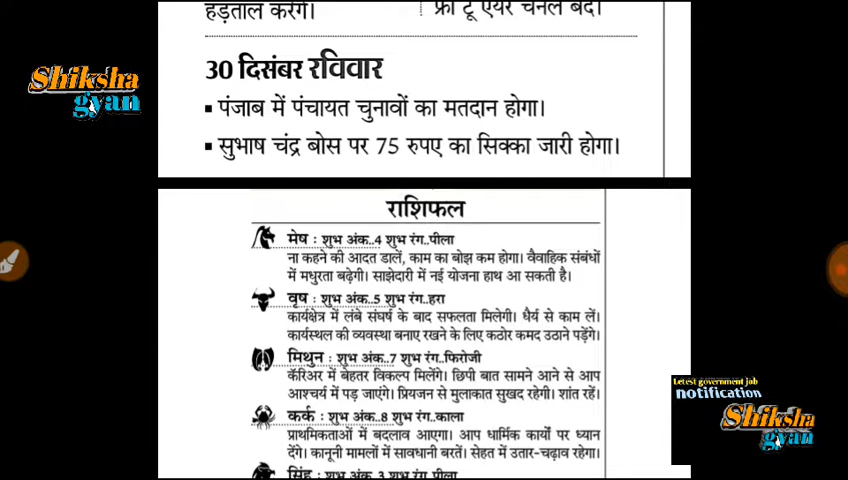 हड़ताल करेंगे।
फ्री टू एयर चैनल बंद।
30 दिसंबर रविवार
▪ पंजाब में पंचायत चुनावों का मतदान होगा।
▪ सुभाष चंद्र बोस पर 75 रुपए का सिक्का जारी होगा।
Shiksha
gyan
राशिफल
मेष : शुभ अंक..4 शुभ रंग..पीला
ना कहने की आदत डालें, काम का बोझ कम होगा। वैवाहिक संबंधों
में मधुरता बढ़ेगी। साझेदारी में नई योजना हाथ आ सकती है।
वृष : शुभ अंक..5 शुभ रंग..हरा
कार्यक्षेत्र में लंबे संघर्ष के बाद सफलता मिलेगी। धैर्य से काम लें।
कार्यस्थल की व्यवस्था बनाए रखने के लिए कठोर कमद उठाने पड़ेंगे।
मिथुन : शुभ अंक..7 शुभ रंग..फिरोजी
कॅरिअर में बेहतर विकल्प मिलेंगे। छिपी बात सामने आने से आप
आश्चर्य में पड़ जाएंगे। प्रियजन से मुलाकात सुखद रहेगी। शांत रहें।
कर्क : शुभ अंक..8 शुभ रंग..काला
प्राथमिकताओं में बदलाव आएगा। आप धार्मिक कार्यों पर ध्यान
देंगे। कानूनी मामलों में सावधानी बरतें। सेहत में उतार-चढ़ाव रहेगा।
सिंह : शुभ अंक..3 शुभ रंग..पीला
Letest government job
notification
Shiksha
gyan